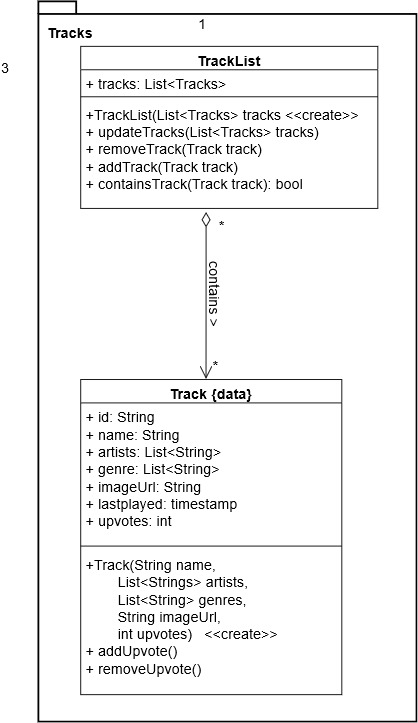 1
Tracks
3
TrackList
+ tracks: List<Tracks>
+TrackList(List<Tracks> tracks <<create>>
+ updateTracks(List<Tracks> tracks)
+ removeTrack(Track track)
+ addTrack(Track track)
+ containsTrack(Track track): bool
*
contains >
*
Track {data}
+ id: String
+ name: String
+ artists: List<String>
+ genre: List<String>
+ imageUrl: String
+ lastplayed: timestamp
+ upvotes: int
+Track(String name,
List<Strings> artists,
List<String> genres,
String imageUrl,
int upvotes) <<create>>
+ addUpvote()
+ removeUpvote()